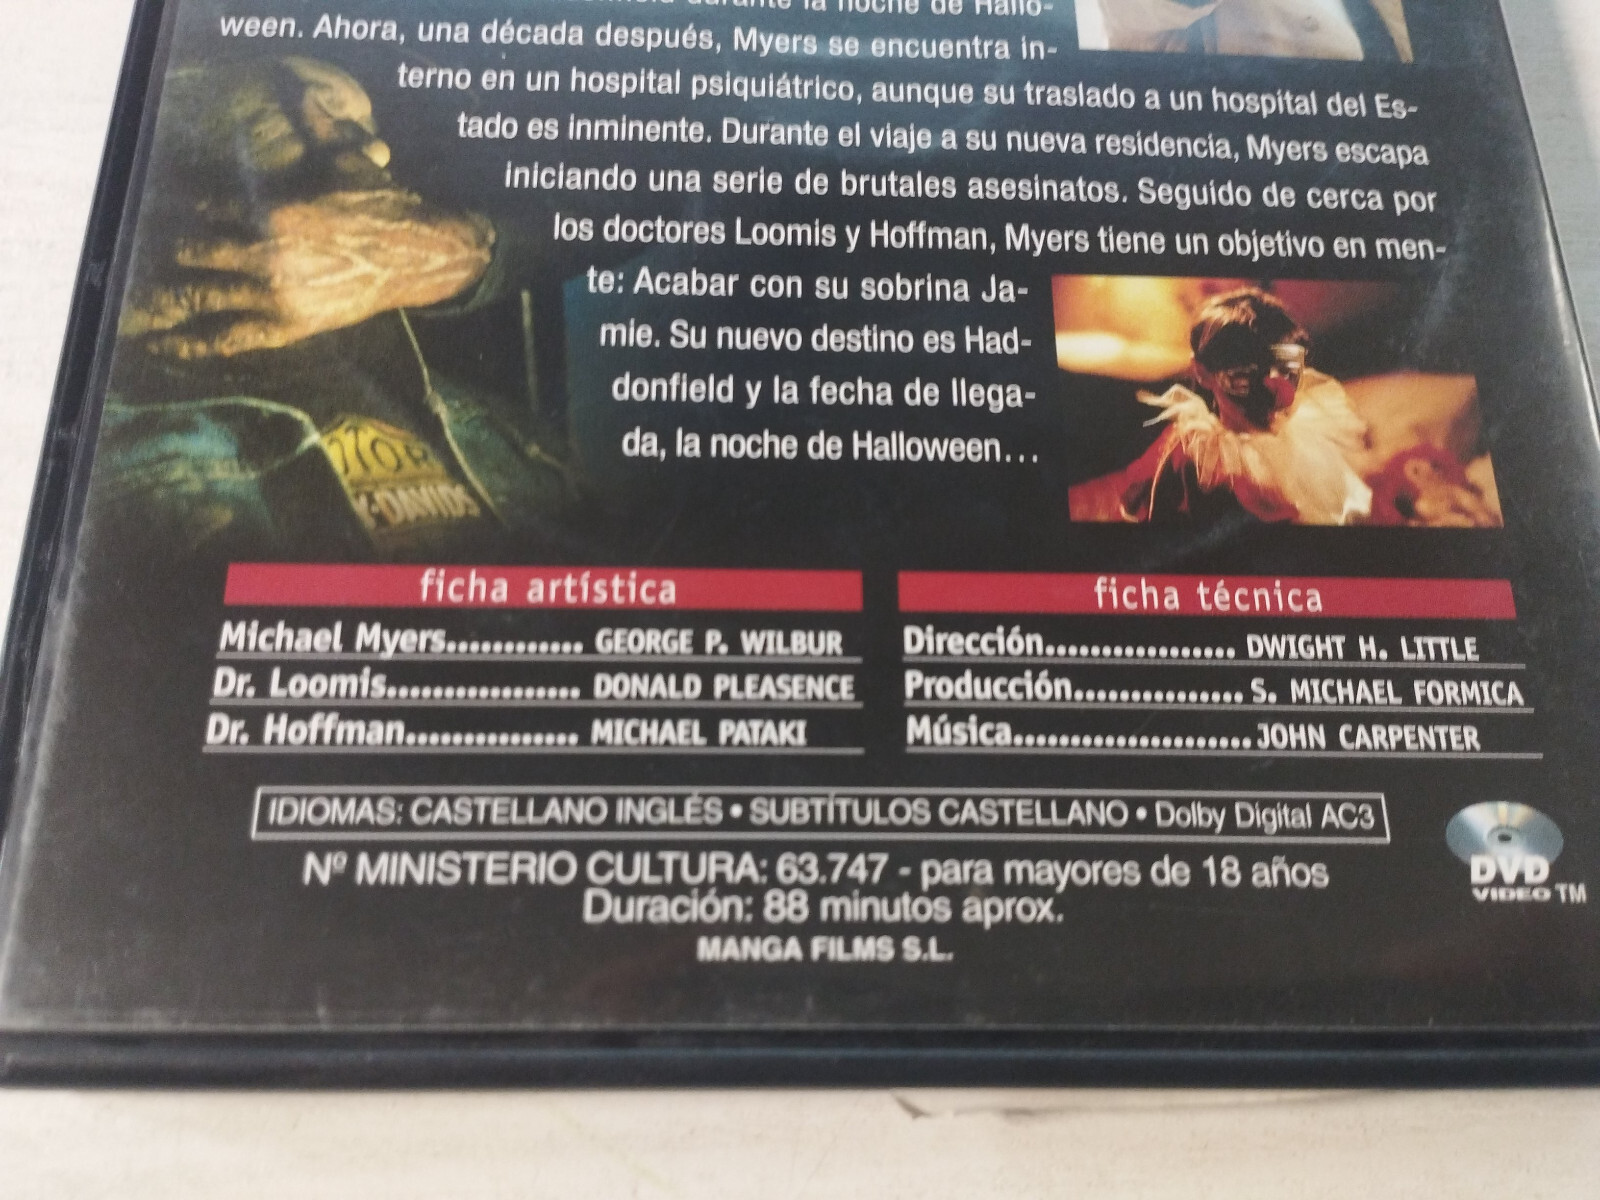 durante la noche de Hallo-
ween. Ahora, una década después, Myers se encuentra in-
terno en un hospital psiquiátrico, aunque su traslado a un hospital del Es-
tado es inminente. Durante el viaje a su nueva residencia, Myers escapa
iniciando una serie de brutales asesinatos. Seguido de cerca por
los doctores Loomis y Hoffman, Myers tiene un objetivo en men-
te: Acabar con su sobrina Ja-
mie. Su nuevo destino es Had-
donfield y la fecha de llega-
da, la noche de Halloween...
ficha artística
Michael Myers............ GEORGE P. WILBUR
Dr. Loomis................. DONALD PLEASENCE
Dr. Hoffman............... MICHAEL PATAKI
ficha técnica
Dirección................. DWIGHT H. LITTLE
Producción............... S. MICHAEL FORMICA
Música.....................JOHN CARPENTER
IDIOMAS: CASTELLANO INGLÉS • SUBTÍTULOS CASTELLANO • Dolby Digital AC3
Nº MINISTERIO CULTURA: 63.747 - para mayores de 18 años
Duración: 88 minutos aprox.
MANGA FILMS S.L.
DVD
VIDEO TM